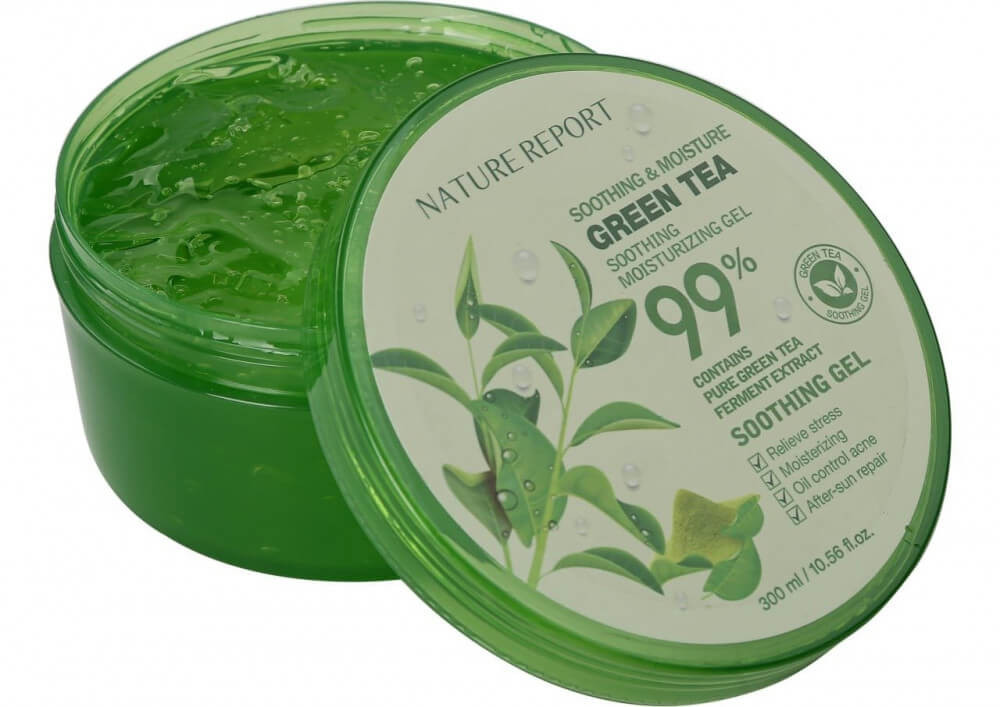 NATURE REPORT
SOOTHING & MOISTURE
GREEN TEA
SOOTHING
MOISTURIZING GEL
99%
CONTAINS
PURE GREEN TEA
FERMENT EXTRACT
SOOTHING GEL
Relieve stress
Moisterizing
Oil control acne
After-sun repair
300 ml / 10.56 fl.oz.
GREEN TEA
SOOTHING GEL